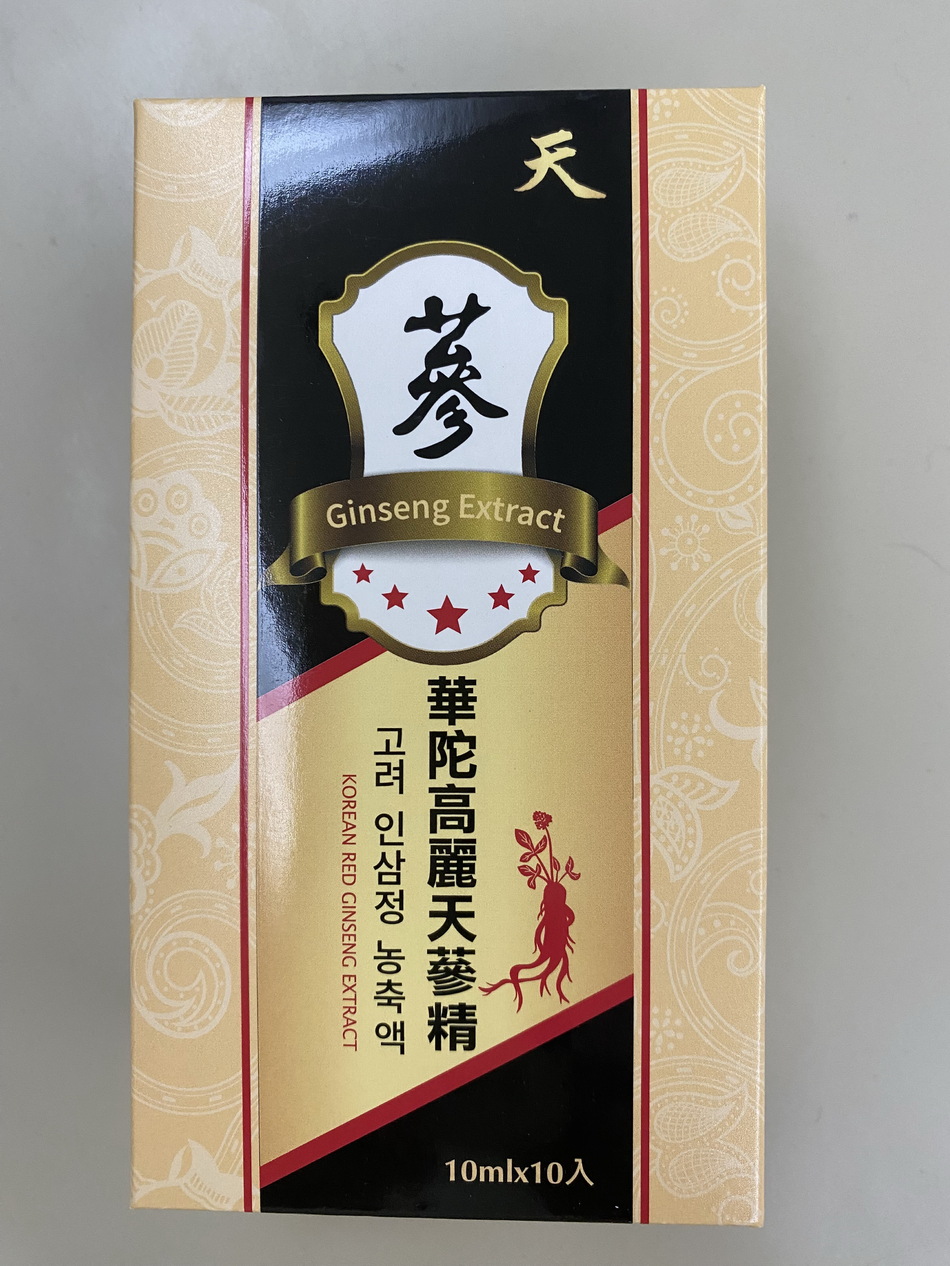 天
蔘
Ginseng Extract
華陀高麗天蔘精
고려 인삼정 농축액
KOREAN RED GINSENG EXTRACT
10mlx10入